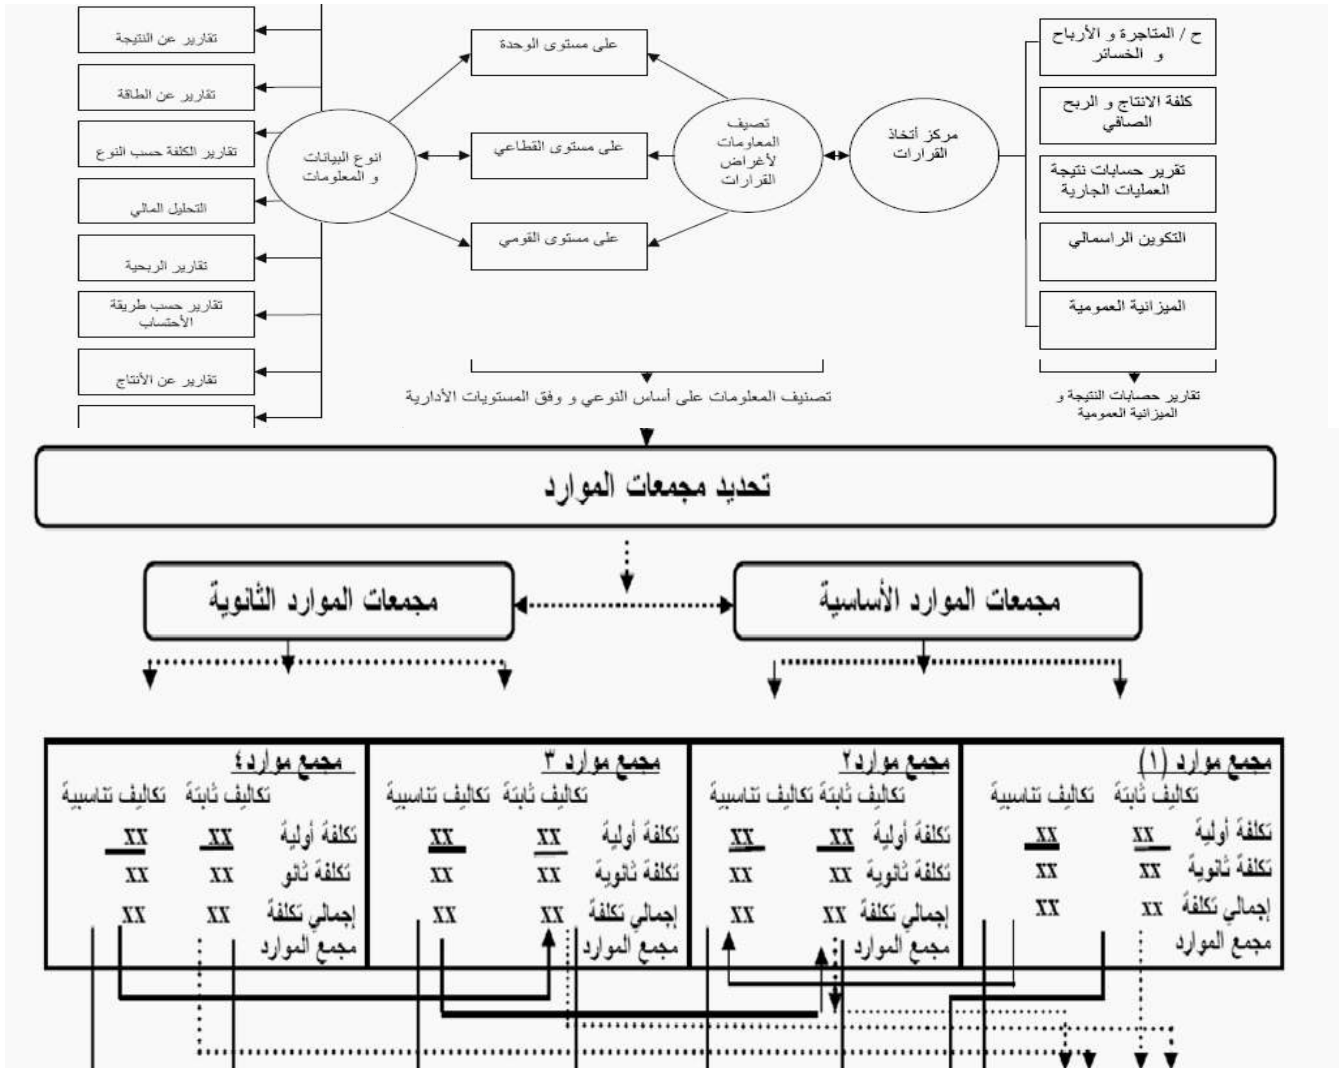 ح / المتاجرة و الأرباح
و الخسائر
كلفة الانتاج و الربح
الصافي
تقرير حسابات نتيجة
العمليات الجارية
التكوين الراسمالي
الميزانية العمومية
تقارير حصابات النتيجة و
الميزانية العمومية
مركز أتخاذ
القرارات
تصيف
المعلومات
لأغراض
القرارات
على مستوى الوحدة
على مستوى القطاعي
على مستوى القومي
تصنيف المعلومات على أساس النوعي و وفق المستويات الأدارية
انوع البيانات
و المعلومات
تقارير عن النتيجة
تقارير عن الطاقة
تقارير الكلفة حسب النوع
التحليل المالي
تقارير الربحية
تقارير حسب طريقة
الأحتساب
تقارير عن الأنتاج
تحديد مجمعات الموارد
مجمعات الموارد الأساسية
مجمعات الموارد الثانوية
مجمع موارد (١)
تكاليف ثابتة تكاليف تناسبية
تكلفة أولية xx xx
تكلفة ثانوية xx xx
إجمالي تكلفة xx xx
مجمع الموارد
مجمع موارد٢
تكاليف ثابتة تكاليف تناسبية
تكلفة أولية xx xx
تكلفة ثانوية xx xx
إجمالي تكلفة xx xx
مجمع الموارد
مجمع موارد ٣
تكاليف ثابتة تكاليف تناسبية
تكلفة أولية xx xx
تكلفة ثانوية xx xx
إجمالي تكلفة xx xx
مجمع الموارد
مجمع موارد٤
تكاليف ثابتة تكاليف تناسبية
تكلفة أولية xx xx
تكلفة ثانو xx xx
إجمالي تكلفة xx xx
مجمع الموارد